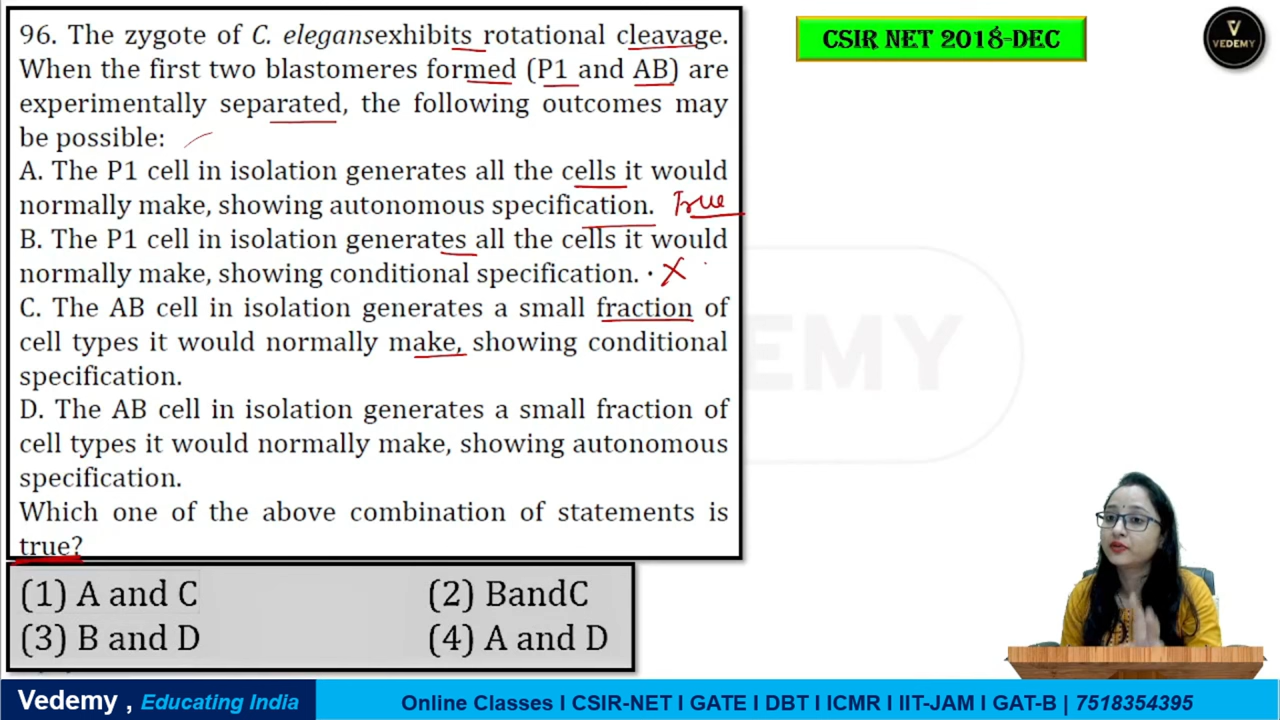 CSIR NET 2018-DEC
V
VEDEMY
96. The zygote of C. elegansexhibits rotational cleavage.
When the first two blastomeres formed (P1 and AB) are
experimentally separated, the following outcomes may
be possible:
A. The P1 cell in isolation generates all the cells it would
normally make, showing autonomous specification. True
B. The P1 cell in isolation generates all the cells it would
normally make, showing conditional specification. · X
C. The AB cell in isolation generates a small fraction of
cell types it would normally make, showing conditional
specification.
D. The AB cell in isolation generates a small fraction of
cell types it would normally make, showing autonomous
specification.
Which one of the above combination of statements is
true?
(1) A and C (2) BandC
(3) B and D (4) A and D
Vedemy , Educating India Online Classes I CSIR-NET I GATE I DBT I ICMR I IIT-JAM I GAT-B | 7518354395